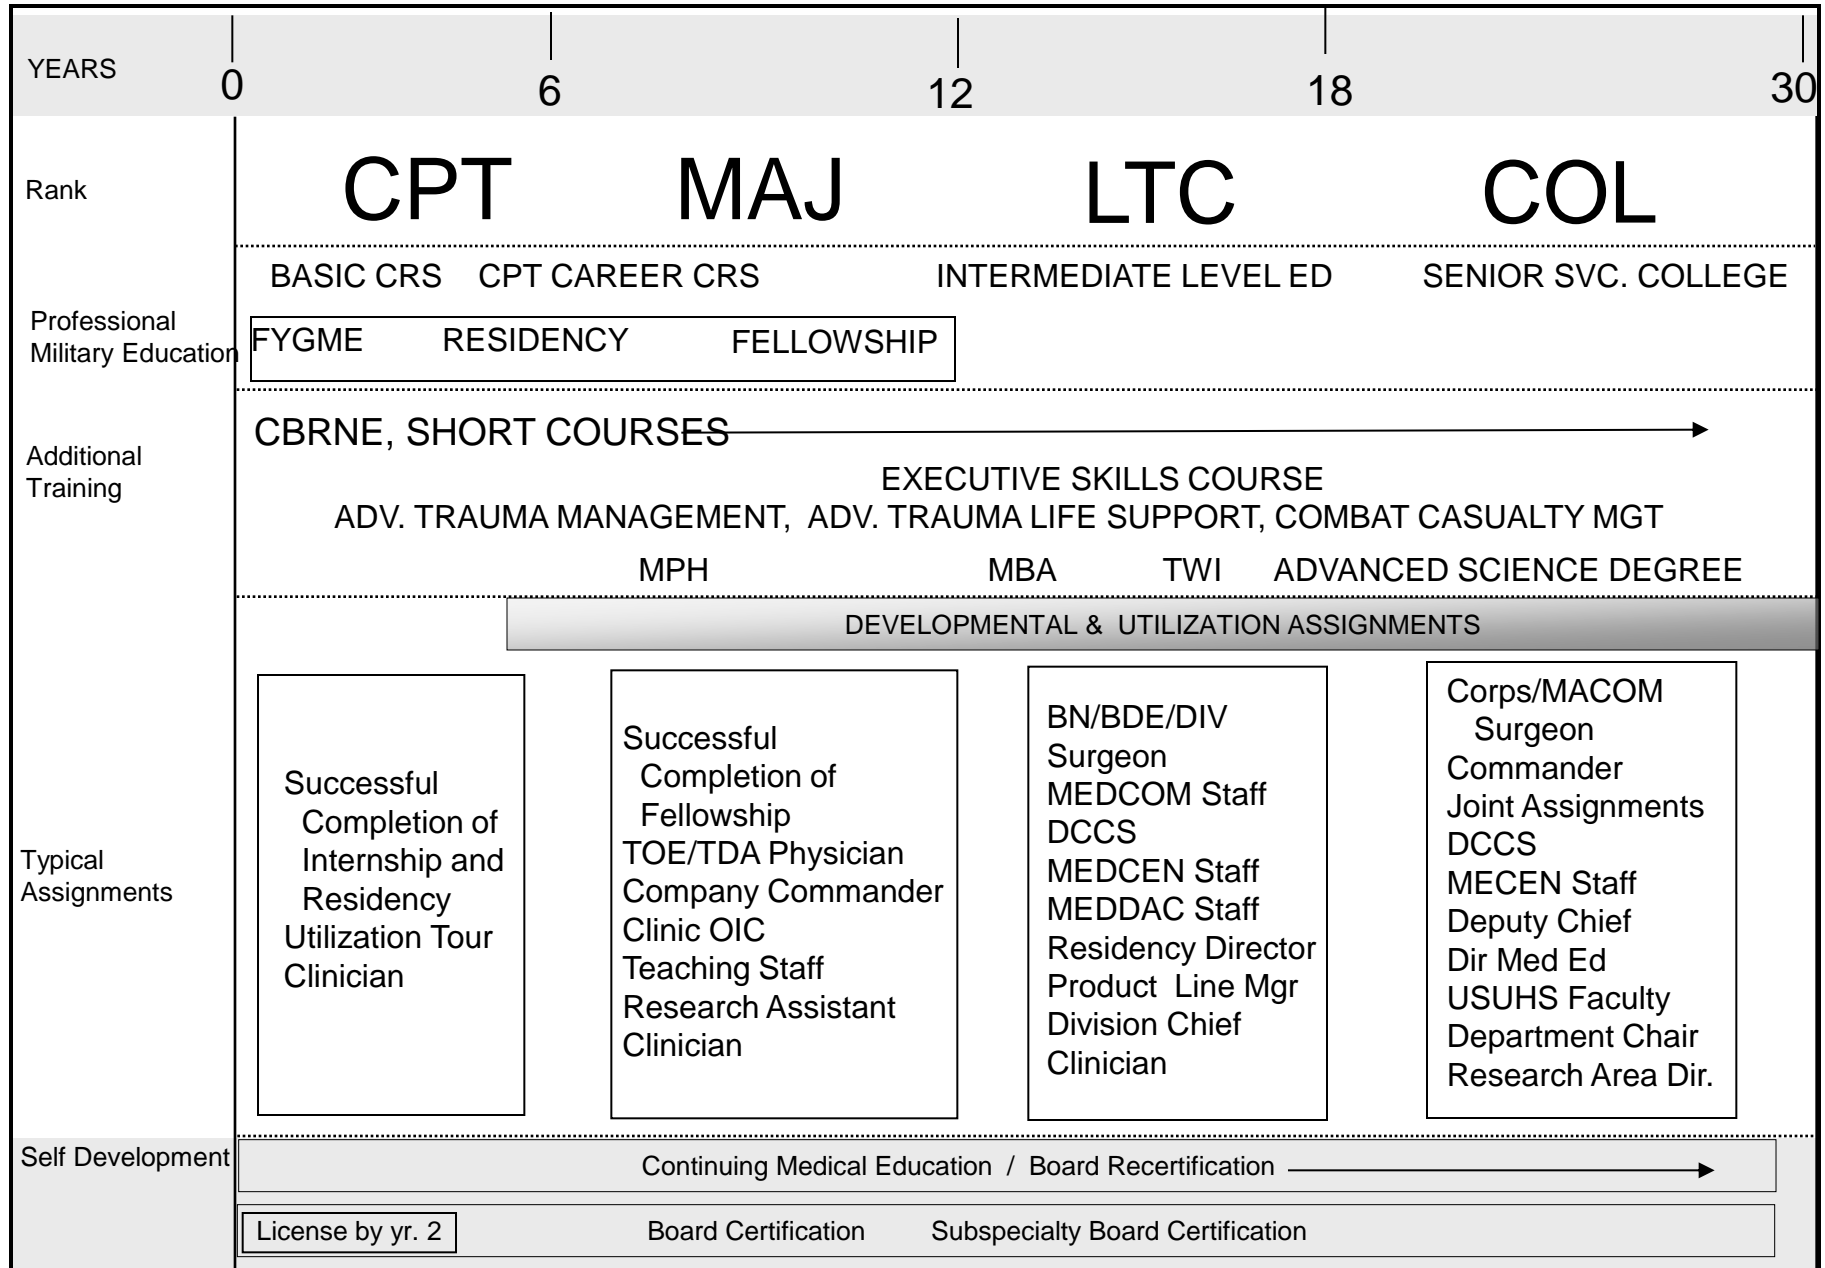 YEARS
0 6 12 18 30
Rank
CPT MAJ LTC COL
BASIC CRS CPT CAREER CRS INTERMEDIATE LEVEL ED SENIOR SVC. COLLEGE
Professional
Military Education
FYGME RESIDENCY FELLOWSHIP
Additional
Training
CBRNE, SHORT COURSES
EXECUTIVE SKILLS COURSE
ADV. TRAUMA MANAGEMENT, ADV. TRAUMA LIFE SUPPORT, COMBAT CASUALTY MGT
MPH MBA TWI ADVANCED SCIENCE DEGREE
DEVELOPMENTAL & UTILIZATION ASSIGNMENTS
Typical
Assignments
Successful
Completion of
Internship and
Residency
Utilization Tour
Clinician
Successful
Completion of
Fellowship
TOE/TDA Physician
Company Commander
Clinic OIC
Teaching Staff
Research Assistant
Clinician
BN/BDE/DIV
Surgeon
MEDCOM Staff
DCCS
MEDCEN Staff
MEDDAC Staff
Residency Director
Product Line Mgr
Division Chief
Clinician
Corps/MACOM
Surgeon
Commander
Joint Assignments
DCCS
MECEN Staff
Deputy Chief
Dir Med Ed
USUHS Faculty
Department Chair
Research Area Dir.
Self Development
Continuing Medical Education / Board Recertification
License by yr. 2 Board Certification Subspecialty Board Certification